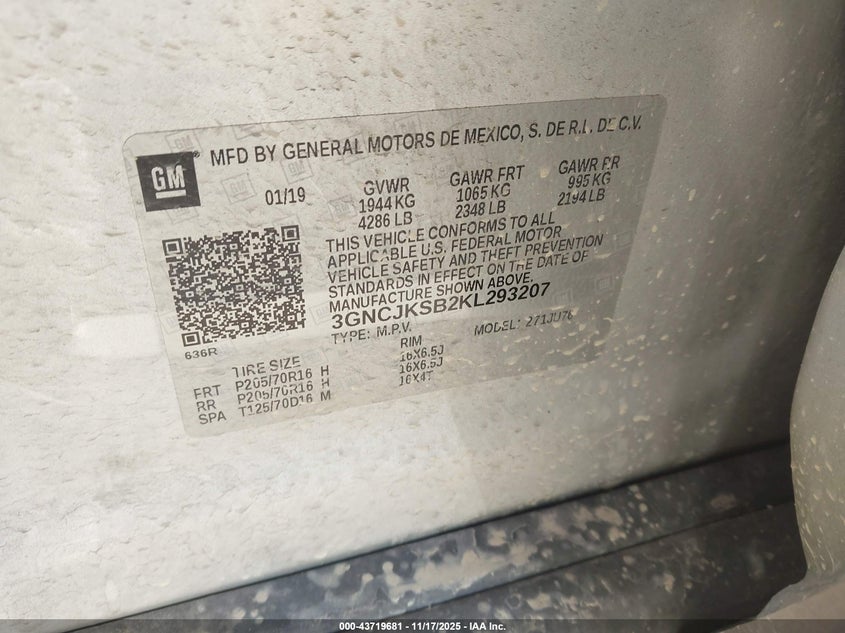 GM
MFD BY GENERAL MOTORS DE MEXICO, S. DE R.L. DE C.V.
01/19 GVWR GAWR FRT GAWR RR
1944 KG 1065 KG 995 KG
4286 LB 2348 LB 2194 LB
THIS VEHICLE CONFORMS TO ALL
APPLICABLE U.S. FEDERAL MOTOR
VEHICLE SAFETY AND THEFT PREVENTION
STANDARDS IN EFFECT ON THE DATE OF
MANUFACTURE SHOWN ABOVE.
3GNCJKSB2KL293207
TYPE: M.P.V. MODEL: 271JU76
636R
TIRE SIZE RIM
FRT P205/70R16 H 16X6.5J
RR P205/70R16 H 16X6.5J
SPA T125/70D16 M 16X4T
000-43719681 - 11/17/2025 - IAA Inc.